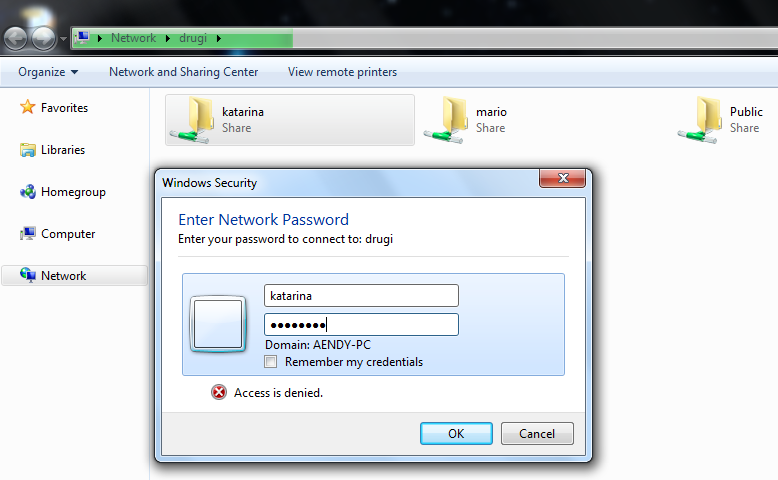 Network drugi
Organize Network and Sharing Center View remote printers
Favorites
Libraries
Homegroup
Computer
Network
katarina
Share
mario
Share
Public
Share
Windows Security
Enter Network Password
Enter your password to connect to: drugi
katarina
Domain: AENDY-PC
Remember my credentials
Access is denied.
OK Cancel